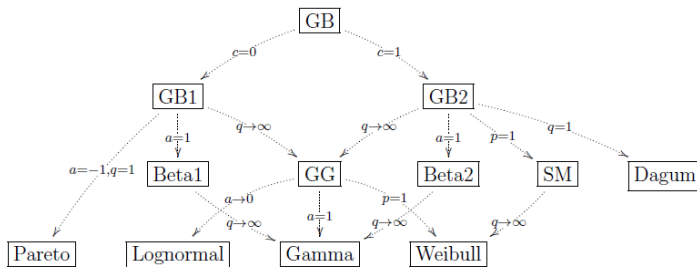 GB
c=0 c=1
GB1 GB2
a=1 q→∞ q→∞ a=1 p=1 q=1
a=−1,q=1 Beta1 GG Beta2 SM Dagum
a→0 p=1
q→∞ a=1 q→∞ q→∞
Pareto Lognormal Gamma Weibull